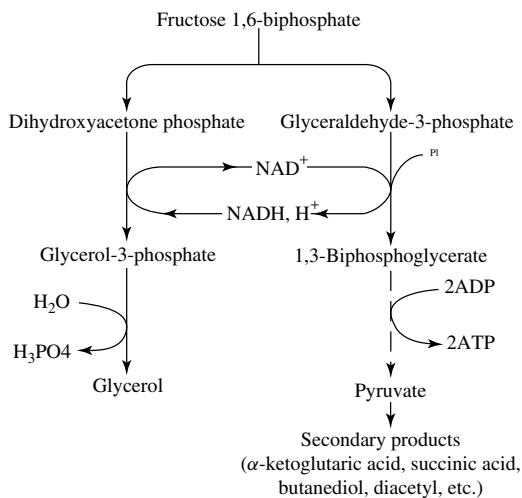 Fructose 1,6-biphosphate
Dihydroxyacetone phosphate
Glyceraldehyde-3-phosphate
NAD⁺
PI
NADH, H⁺
Glycerol-3-phosphate
1,3-Biphosphoglycerate
H₂O
2ADP
H₃PO4
2ATP
Glycerol
Pyruvate
Secondary products
(α-ketoglutaric acid, succinic acid,
butanediol, diacetyl, etc.)